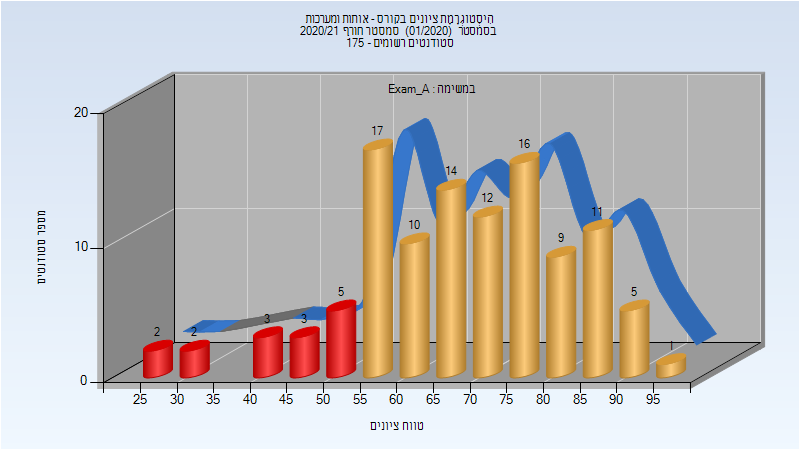 היסטוגרמת ציונים בקורס - אותות ומערכות
בסמסטר (01/2020) סמסטר חורף 2020/21
סטודנטים רשומים - 175
במשימה : Exam_A
מספר סטודנטים
20
10
0
2
2
3
3
5
17
10
14
12
16
9
11
5
1
25 30 35 40 45 50 55 60 65 70 75 80 85 90 95
טווח ציונים